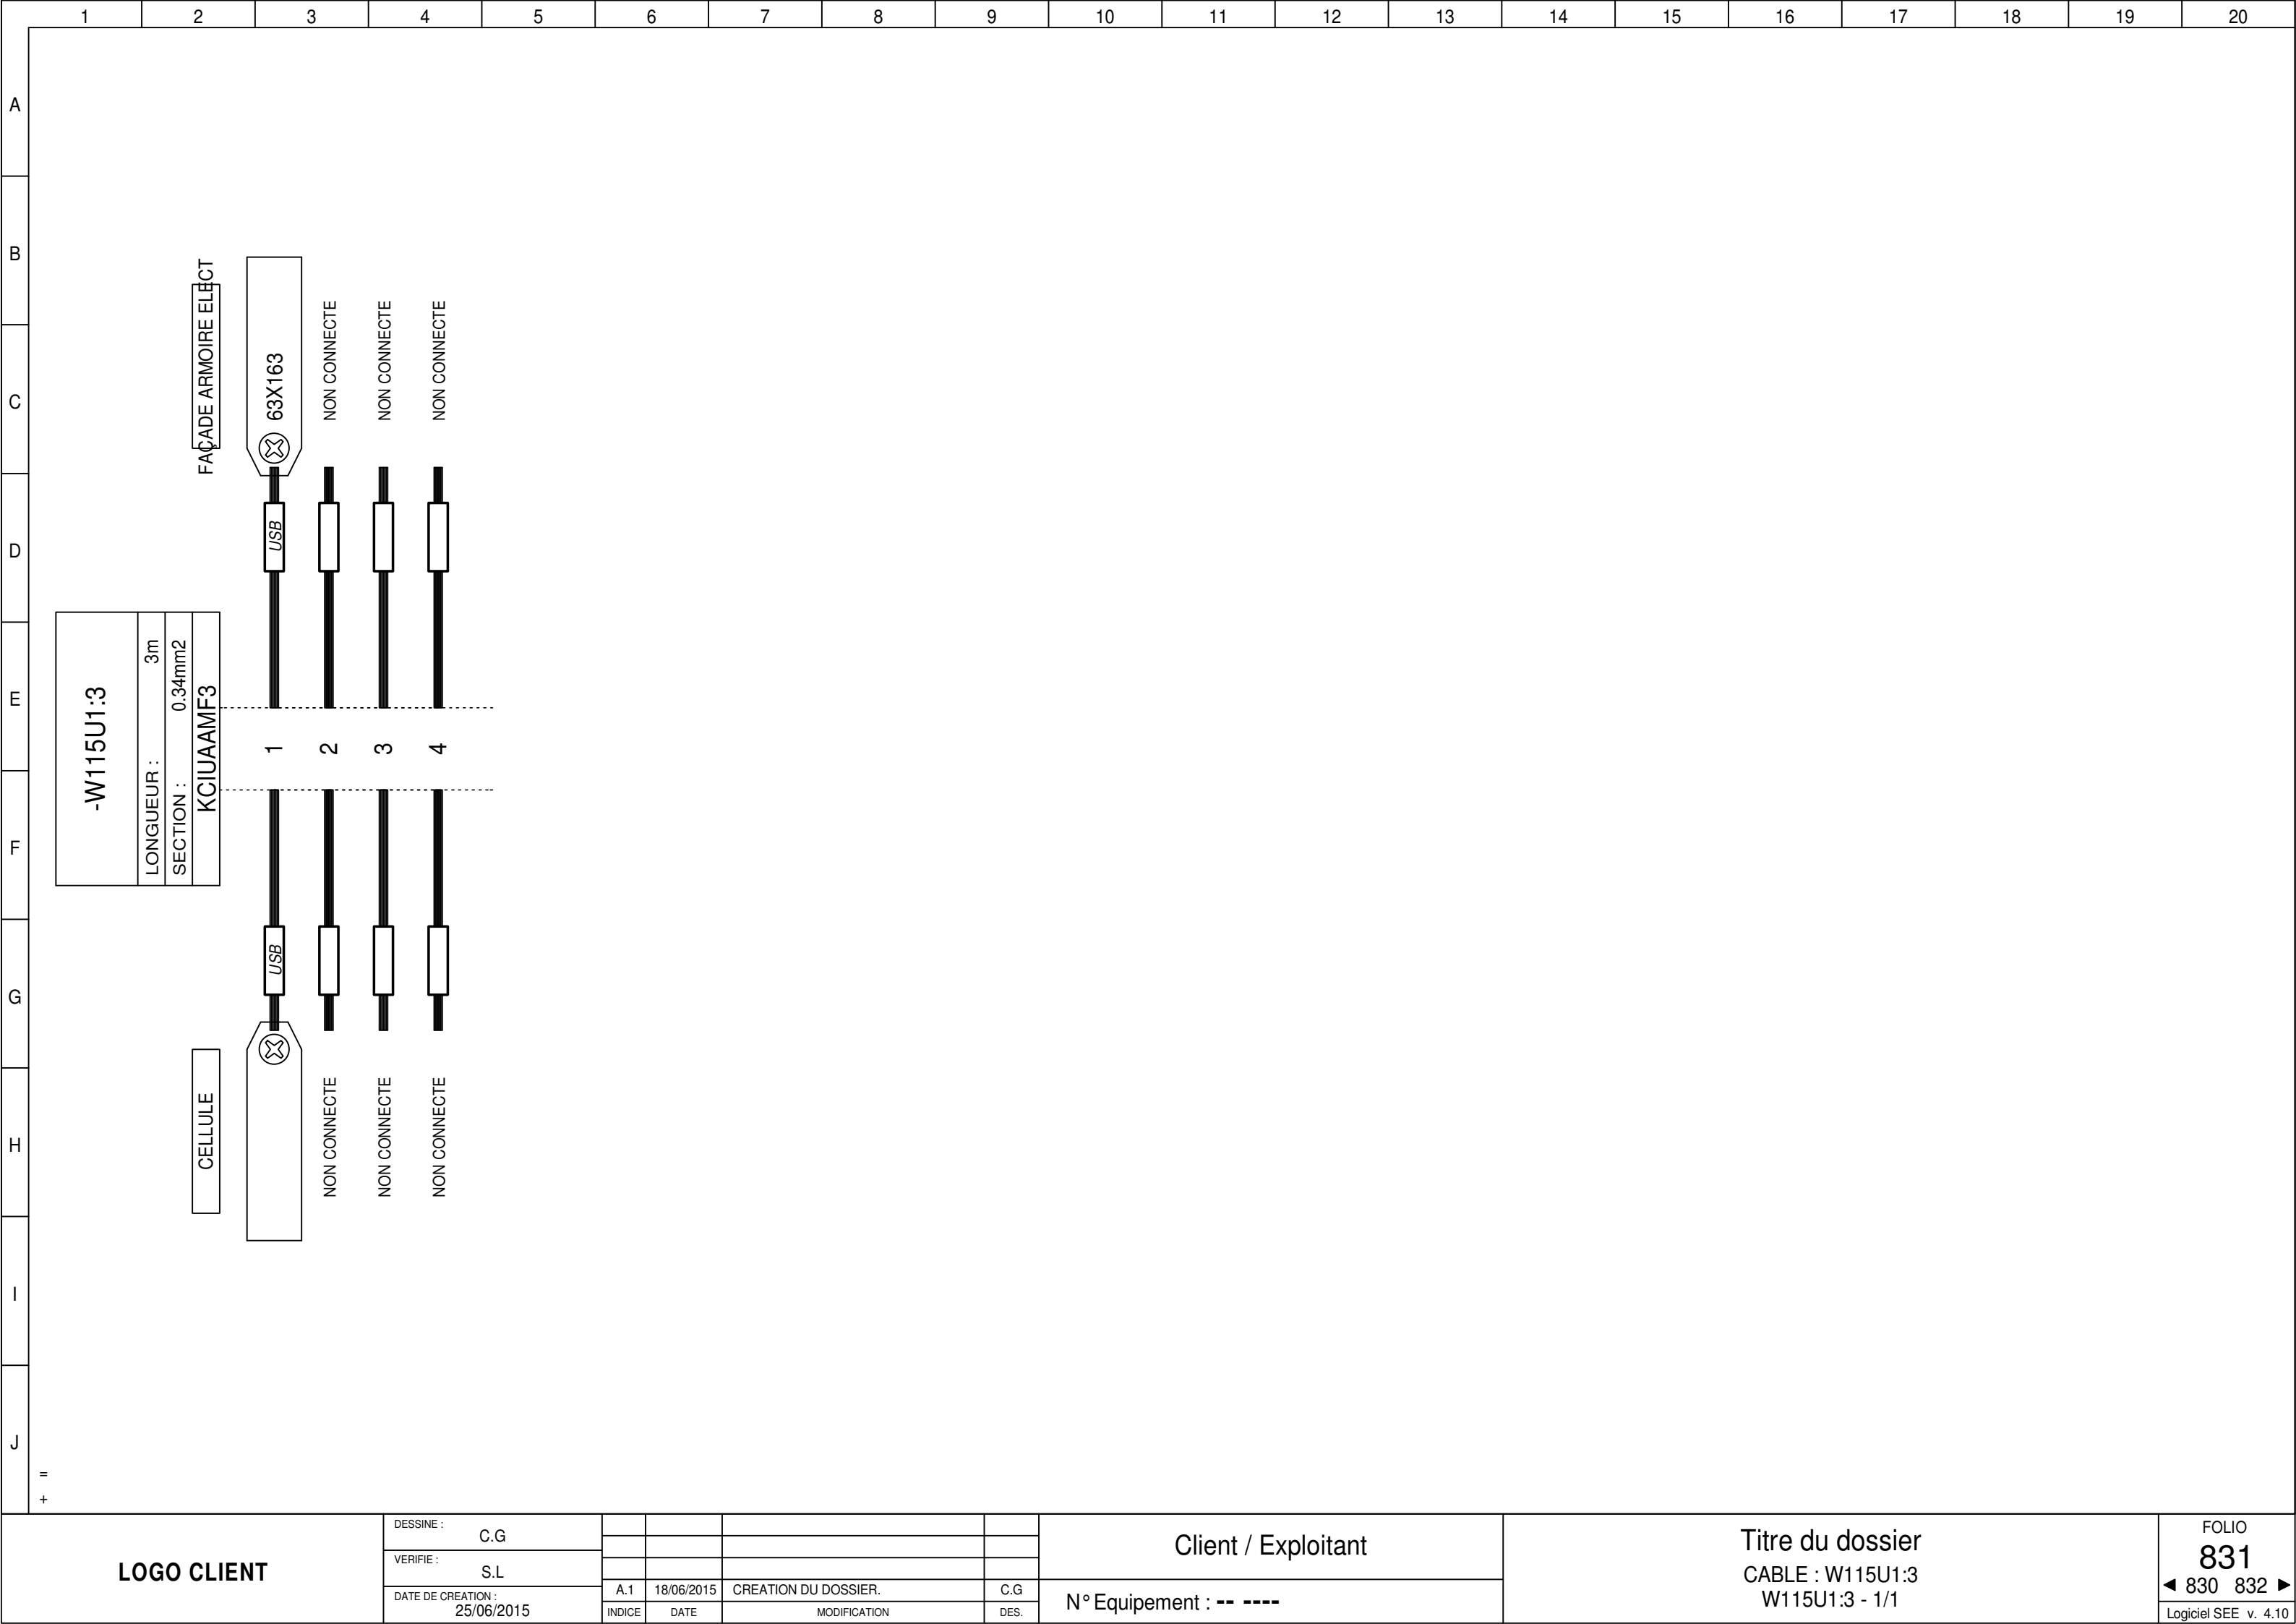 1 2 3 4 5 6 7 8 9 10 11 12 13 14 15 16 17 18 19 20
A
B
C
D
E
F
G
H
I
J
-W115U1:3
LONGUEUR : 3m
SECTION : 0.34mm2
KCIUAAMF3
FAÇADE ARMOIRE ELECT
63X163
NON CONNECTE
NON CONNECTE
NON CONNECTE
USB
1
2
3
4
USB
CELLULE
NON CONNECTE
NON CONNECTE
NON CONNECTE
=
+
LOGO CLIENT
DESSINE :
C.G
VERIFIE :
S.L
DATE DE CREATION :
25/06/2015
A.1 18/06/2015 CREATION DU DOSSIER. C.G
INDICE DATE MODIFICATION DES.
Client / Exploitant
N° Equipement : -- ----
Titre du dossier
CABLE : W115U1:3
W115U1:3 - 1/1
FOLIO
831
◄ 830 832 ►
Logiciel SEE v. 4.10